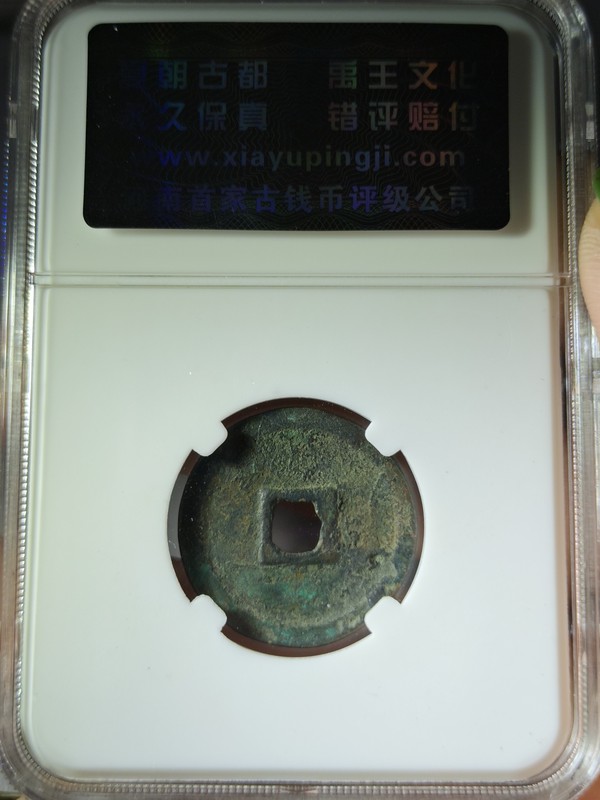 朝古都 禹王文化
久保真 错评赔付
www.xiayupingji.com
首家古钱币评级公司